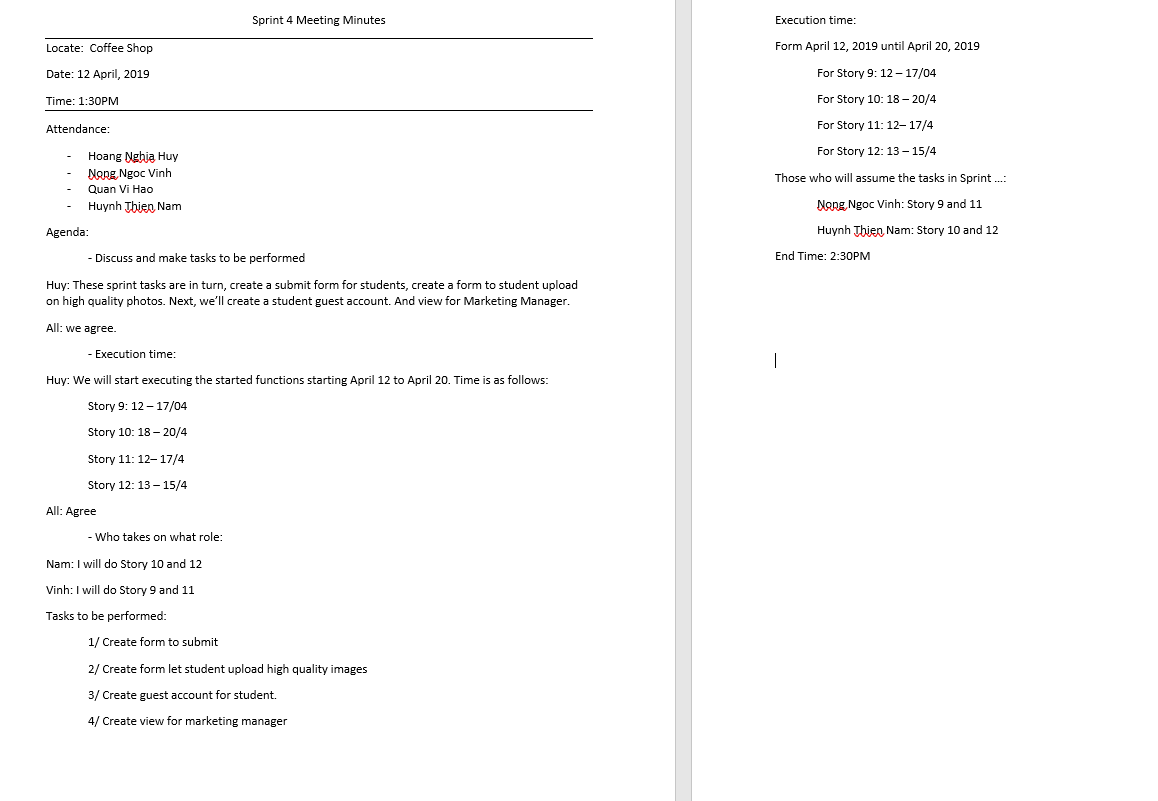 Sprint 4 Meeting Minutes
Locate:  Coffee Shop
Date: 12 April, 2019
Time: 1:30PM
Attendance:
- Hoang Nghia Huy
- Nong Ngoc Vinh
- Quan Vi Hao
- Huynh Thien Nam
Agenda:
- Discuss and make tasks to be performed
Huy: These sprint tasks are in turn, create a submit form for students, create a form to student upload
on high quality photos. Next, we’ll create a student guest account. And view for Marketing Manager.
All: we agree.
- Execution time:
Huy: We will start executing the started functions starting April 12 to April 20. Time is as follows:
Story 9: 12 – 17/04
Story 10: 18 – 20/4
Story 11: 12– 17/4
Story 12: 13 – 15/4
All: Agree
- Who takes on what role:
Nam: I will do Story 10 and 12
Vinh: I will do Story 9 and 11
Tasks to be performed:
1/ Create form to submit
2/ Create form let student upload high quality images
3/ Create guest account for student.
4/ Create view for marketing manager
Execution time:
Form April 12, 2019 until April 20, 2019
For Story 9: 12 – 17/04
For Story 10: 18 – 20/4
For Story 11: 12– 17/4
For Story 12: 13 – 15/4
Those who will assume the tasks in Sprint …:
Nong Ngoc Vinh: Story 9 and 11
Huynh Thien Nam: Story 10 and 12
End Time: 2:30PM